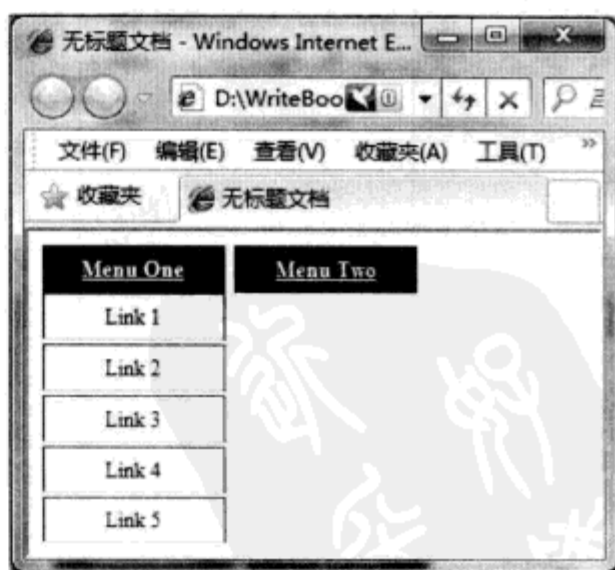 无标题文档 - Windows Internet E...
D:\WriteBoo
文件(F) 编辑(E) 查看(V) 收藏夹(A) 工具(T) »
收藏夹 无标题文档
Menu One Menu Two
Link 1
Link 2
Link 3
Link 4
Link 5